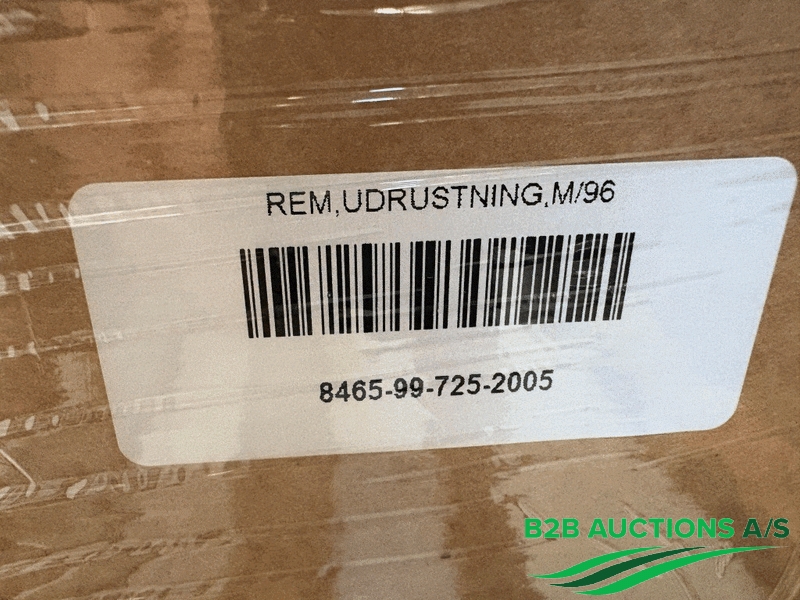 REM,UDRUSTNING,M/96
8465-99-725-2005
B2B AUCTIONS A/S